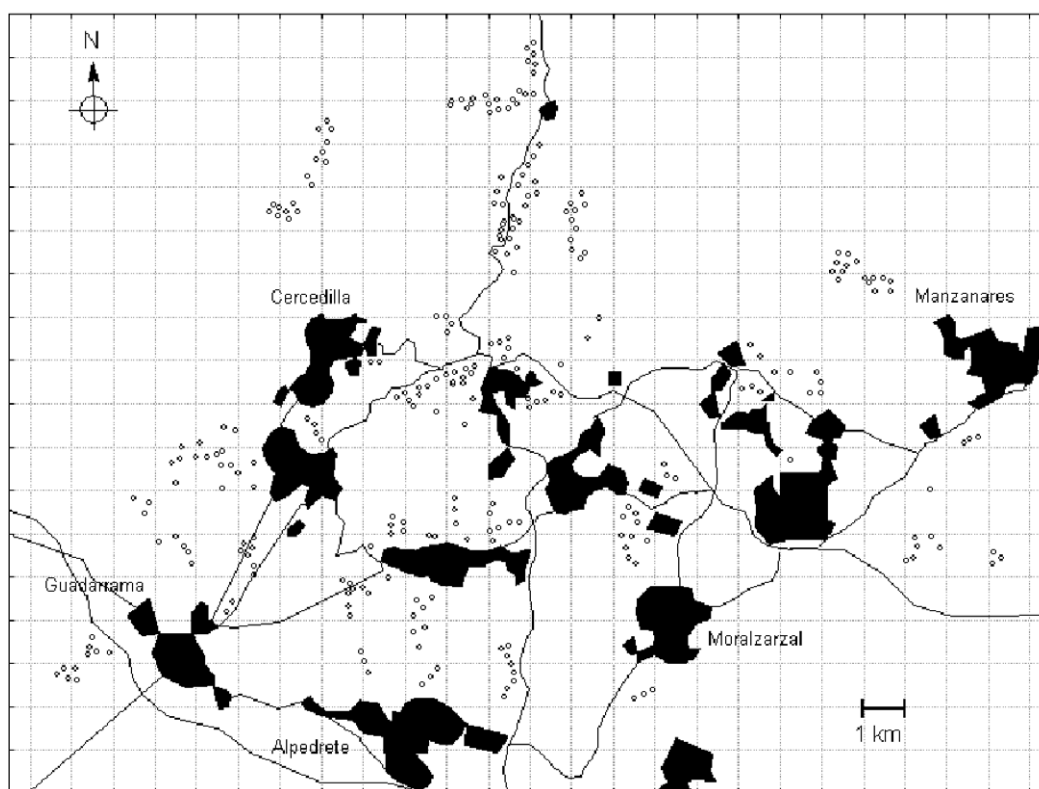 N
Cercedilla
Manzanares
Guadarrama
Moralzarzal
Alpedrete
1 km